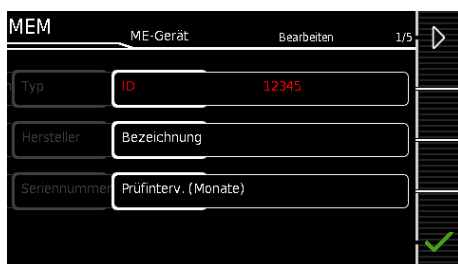 MEM
ME-Gerät Bearbeiten 1/5
Typ ID 12345
Hersteller Bezeichnung
Seriennummer Prüfinterv. (Monate)